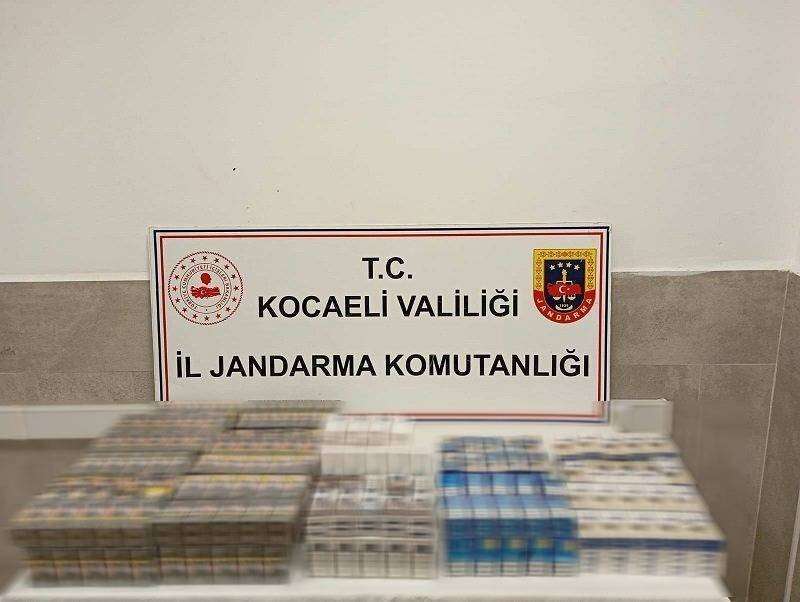 T.C.
KOCAELİ VALİLİĞİ
İL JANDARMA KOMUTANLIĞI
JANDARMA